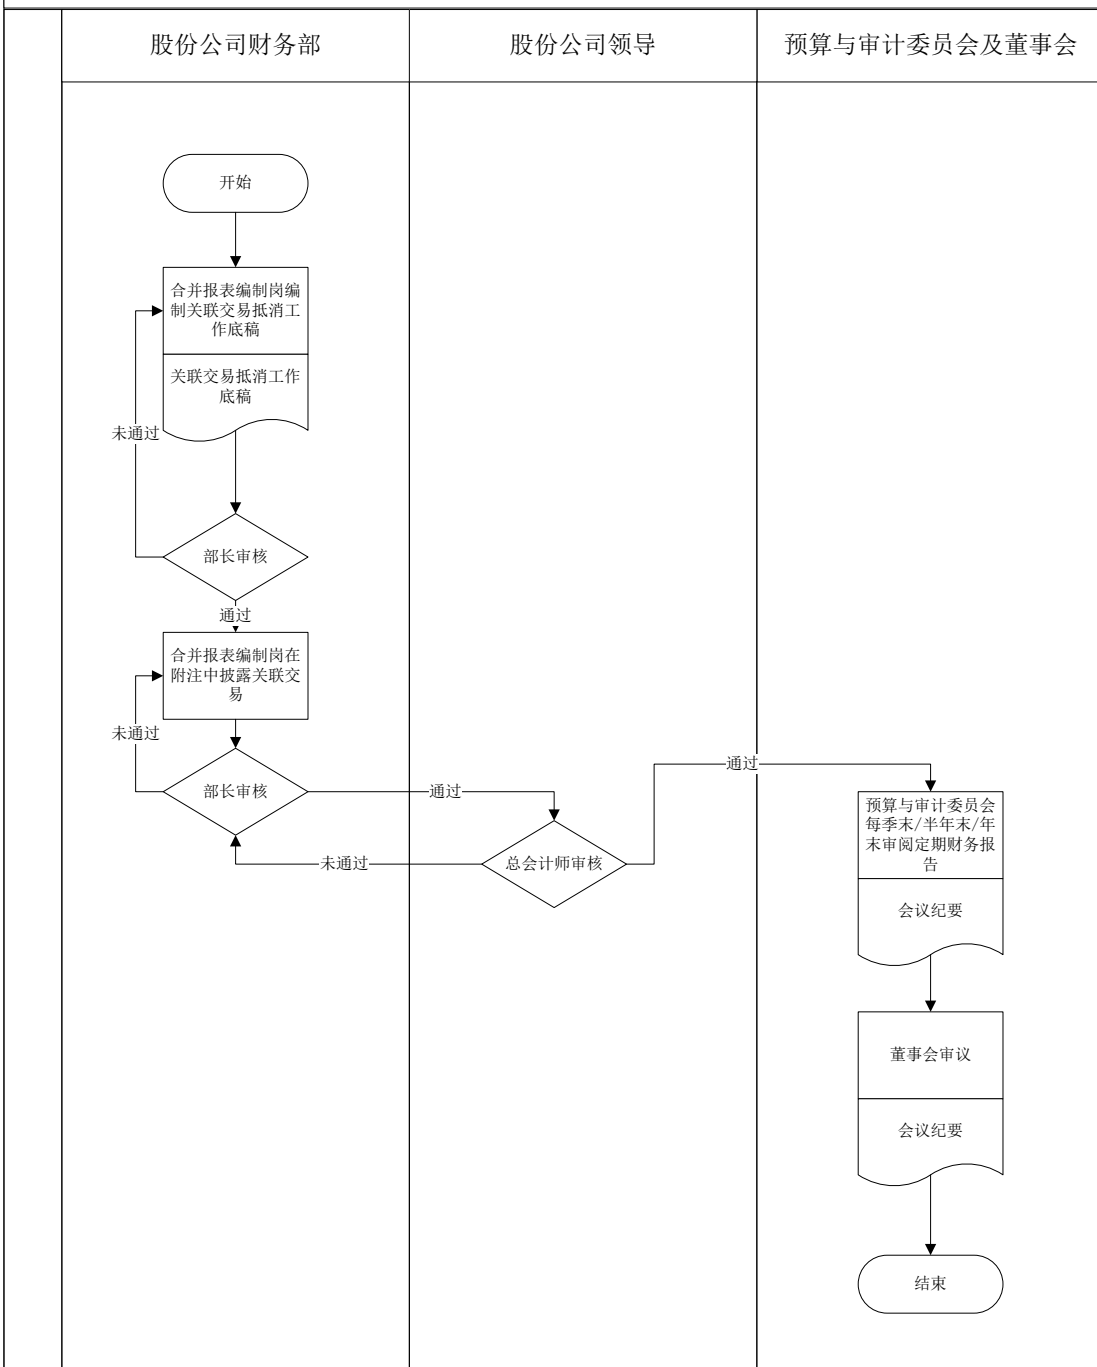 股份公司财务部
股份公司领导
预算与审计委员会及董事会
开始
合并报表编制岗编
制关联交易抵消工
作底稿
关联交易抵消工作
底稿
未通过
部长审核
通过
合并报表编制岗在
附注中披露关联交
易
未通过
部长审核
通过
未通过
总会计师审核
通过
预算与审计委员会
每季末/半年末/年
末审阅定期财务报
告
会议纪要
董事会审议
会议纪要
结束